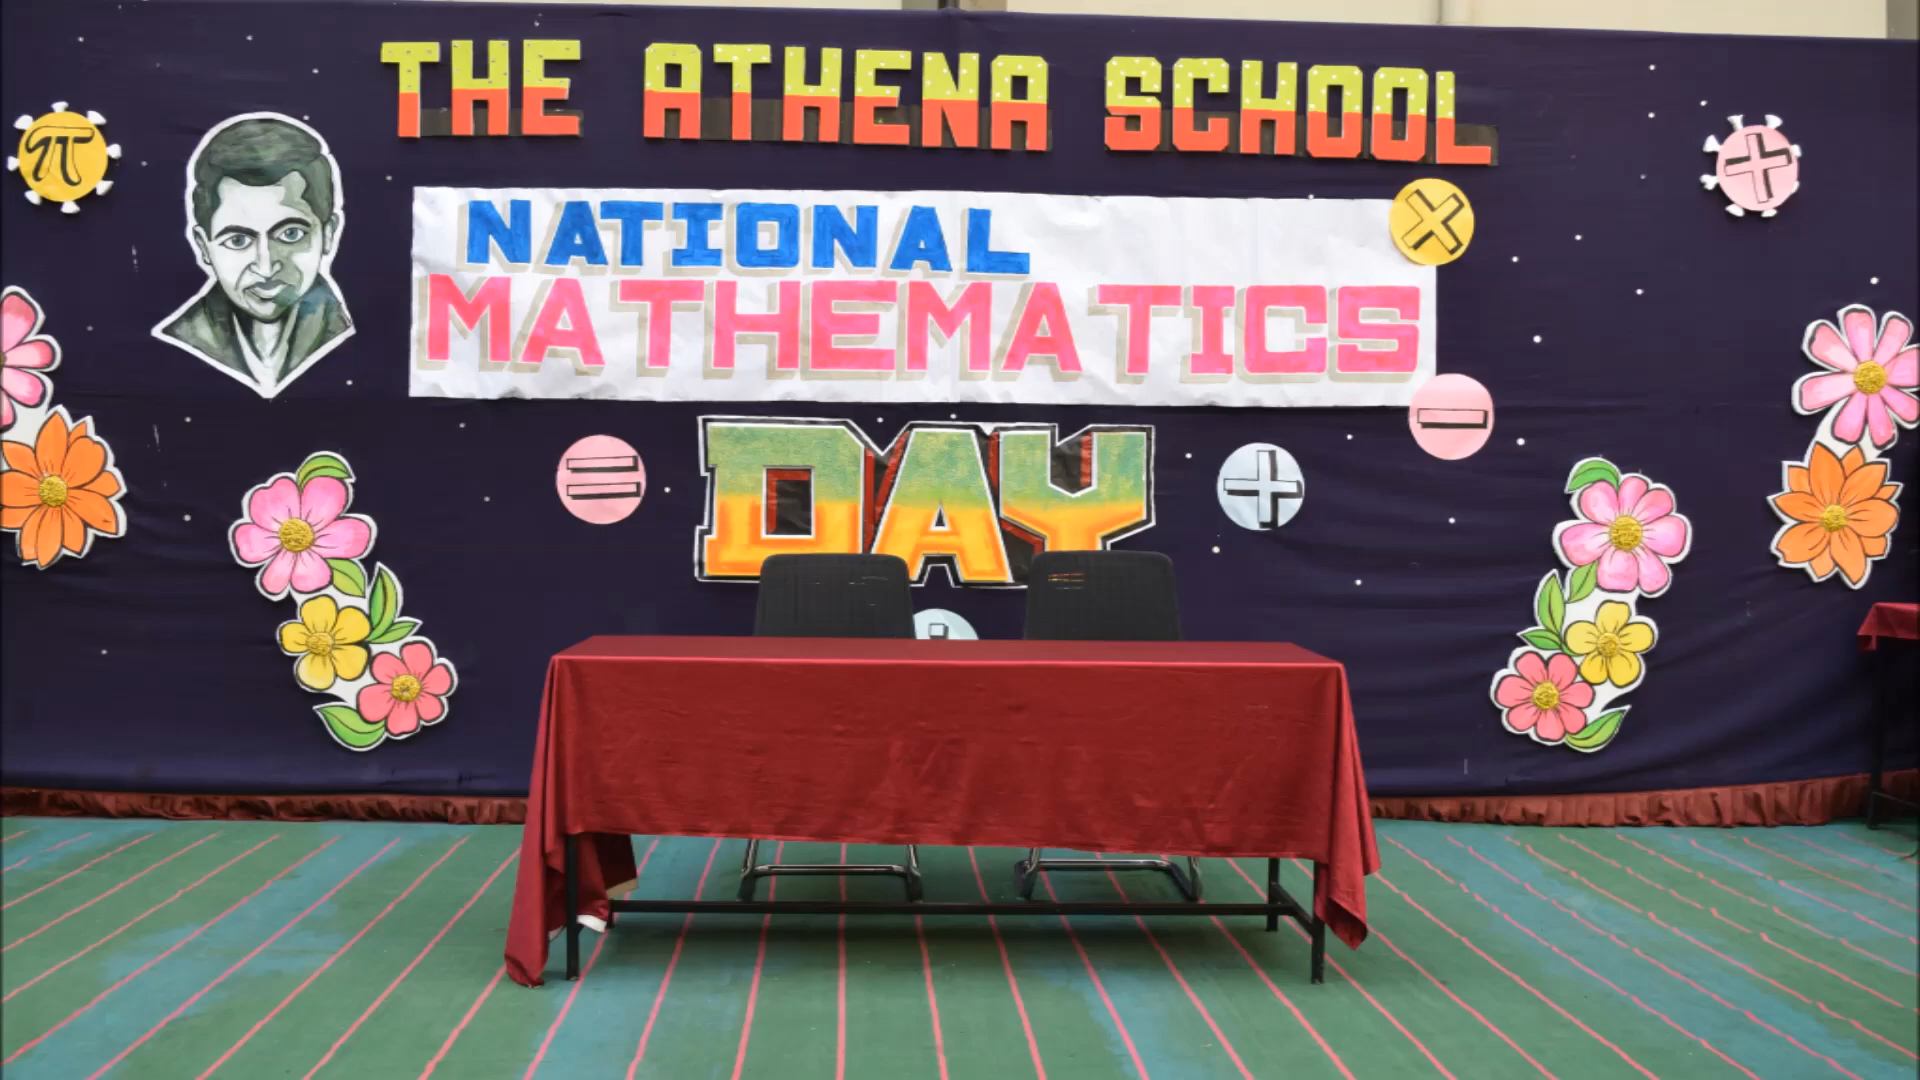 THE ATHENA SCHOOL
π
+
NATIONAL
×
MATHEMATICS
−
=
DAY
+